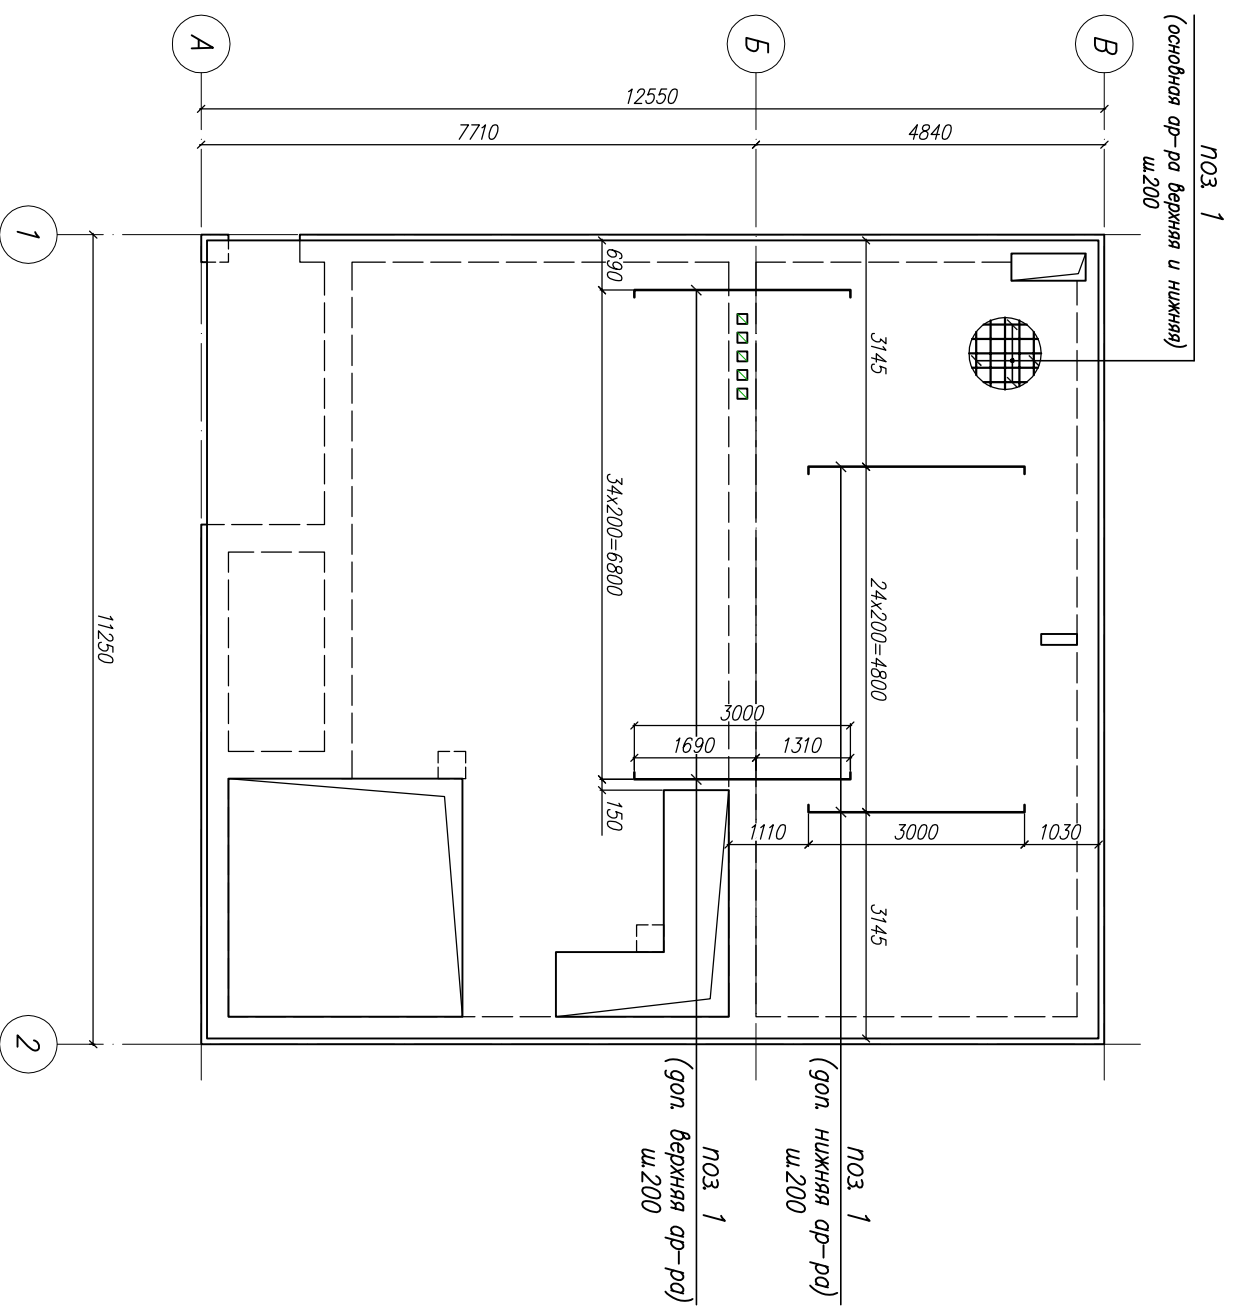 А
Б
В
12550
7710
4840
поз. 1
(основная ар-ра верхняя и нижняя)
ш.200
1
2
11250
690
34х200=6800
150
3145
24х200=4800
3145
3000
1690
1310
1110
3000
1030
поз. 1
(доп. нижняя ар-ра)
ш.200
поз. 1
(доп. верхняя ар-ра)
ш.200